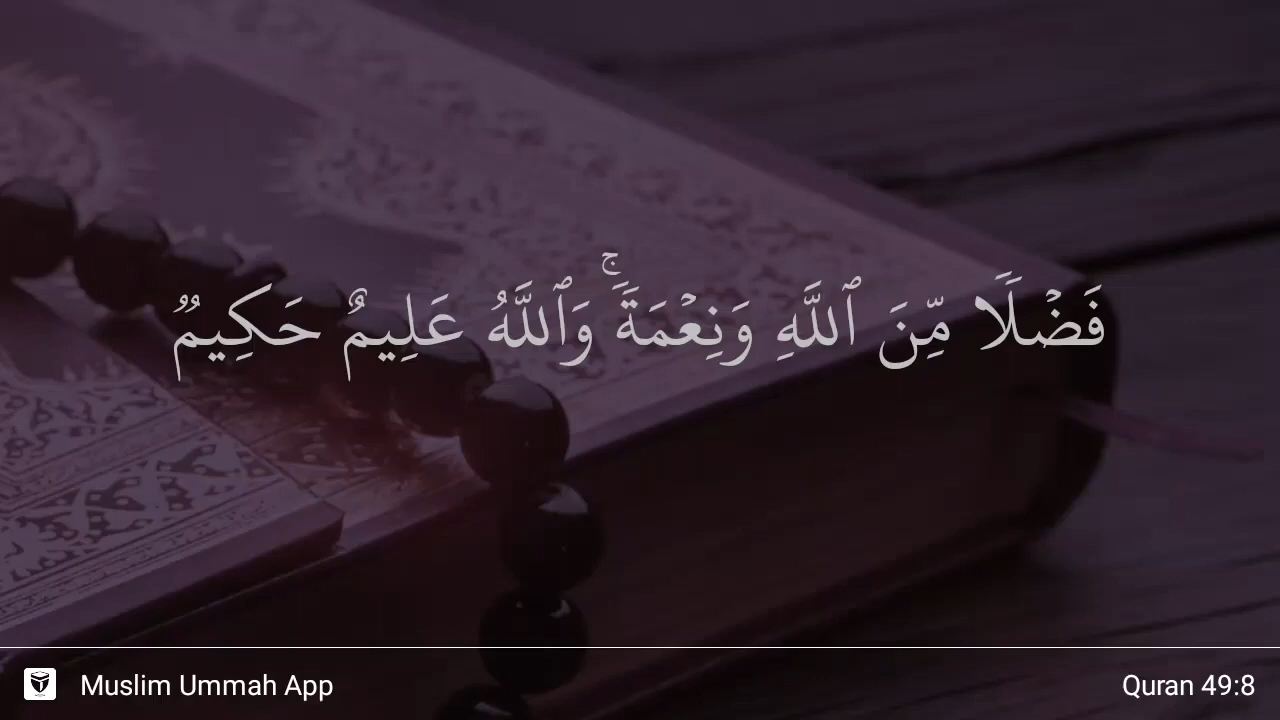 فَضْلًا مِّنَ ٱللَّهِ وَنِعْمَةً ۚ وَٱللَّهُ عَلِيمٌ حَكِيمٌ
Muslim Ummah App
Quran 49:8